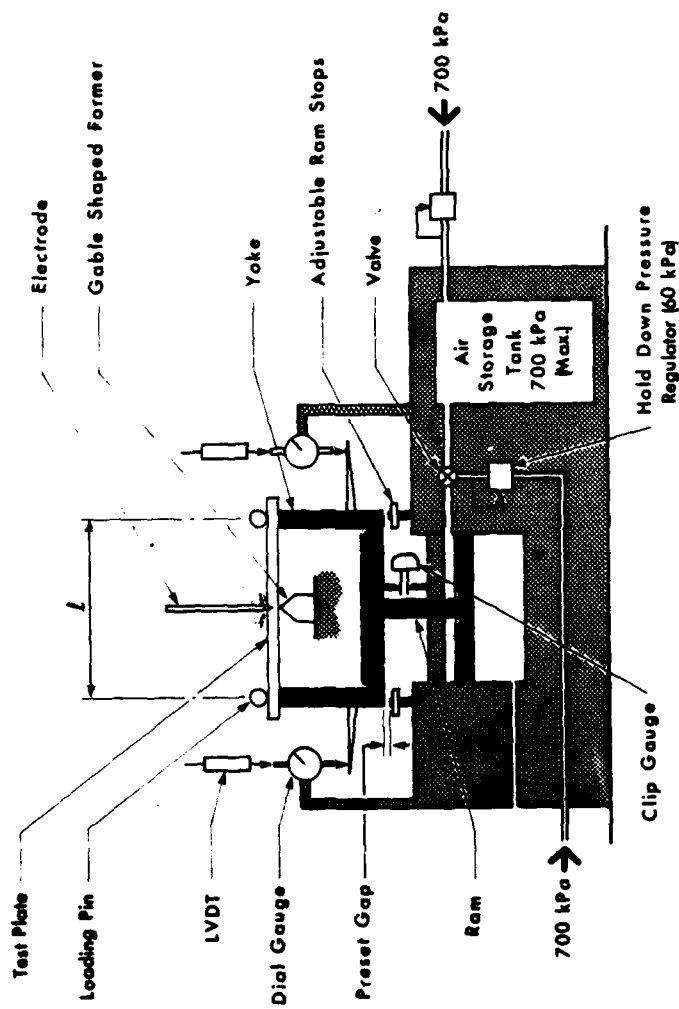 Electrode
Gable Shaped Former
Yoke
Adjustable Ram Stops
Valve
700 kPa
Test Plate
Loading Pin
LVDT
Dial Gauge
Preset Gap
Ram
700 kPa
l
Air
Storage
Tank
700 kPa
(Max.)
Clip Gauge
Hold Down Pressure
Regulator (60 kPa)